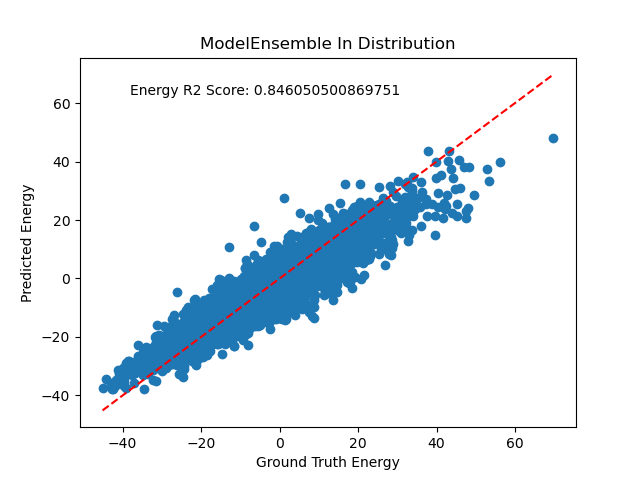 ModelEnsemble In Distribution
Energy R2 Score: 0.846050500869751
Predicted Energy
60
40
20
0
−20
−40
−40 −20 0 20 40 60
Ground Truth Energy